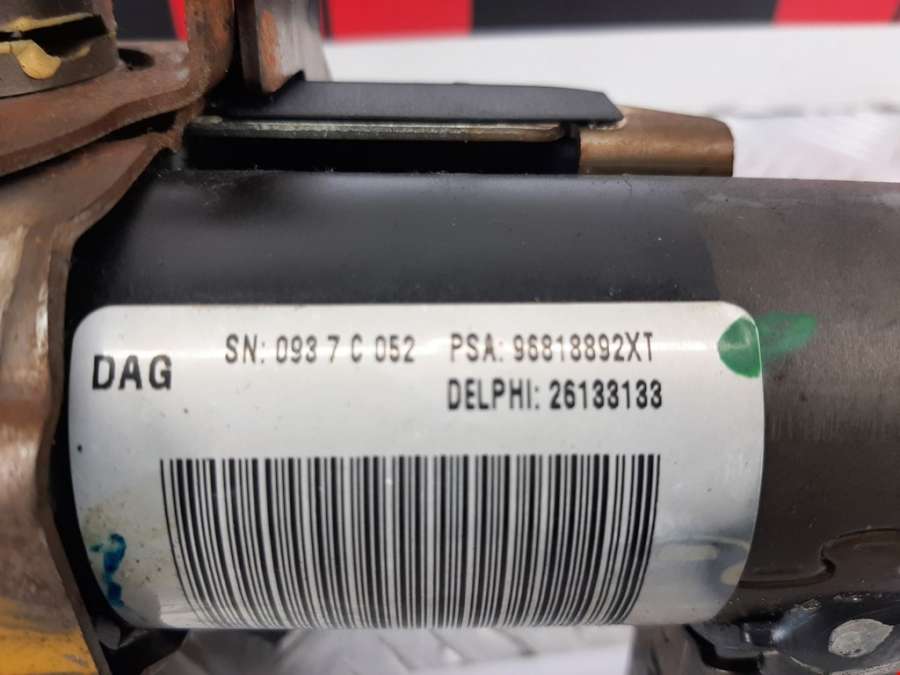 DAG SN: 093 7 C 052 PSA: 96818892XT
DELPHI: 26133133